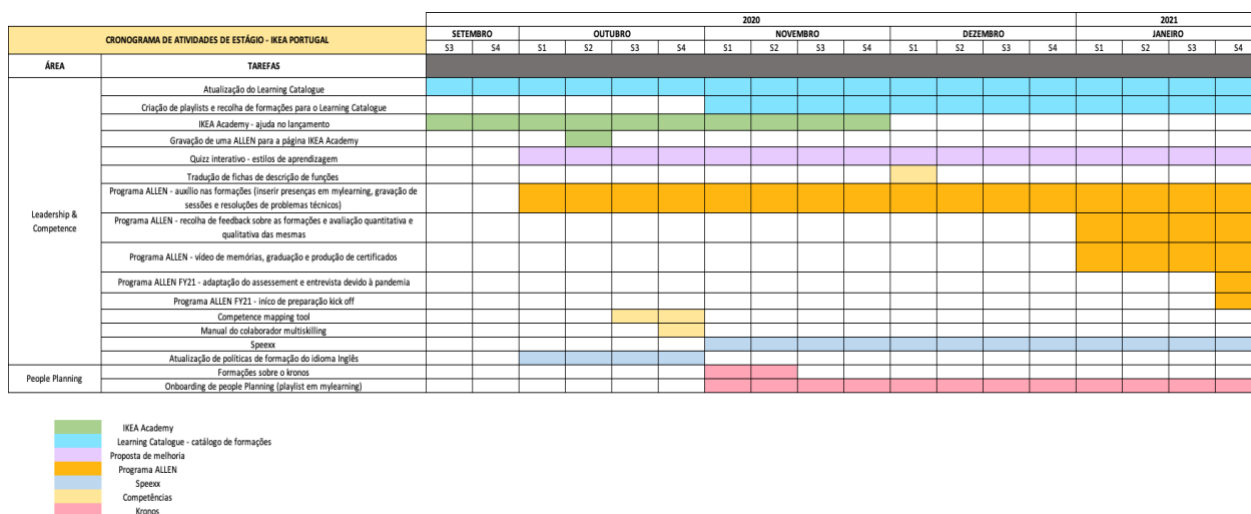 2020 2021
CRONOGRAMA DE ATIVIDADES DE ESTÁGIO - IKEA PORTUGAL
SETEMBRO OUTUBRO NOVEMBRO DEZEMBRO JANEIRO
S3 S4 S1 S2 S3 S4 S1 S2 S3 S4 S1 S2 S3 S4 S1 S2 S3 S4
ÁREA TAREFAS
Leadership &
Competence
Atualização do Learning Catalogue
Criação de playlists e recolha de formações para o Learning Catalogue
IKEA Academy - ajuda no lançamento
Gravação de uma ALLEN para a página IKEA Academy
Quizz interativo - estilos de aprendizagem
Tradução de fichas de descrição de funções
Programa ALLEN - auxílio nas formações (inserir presenças em mylearning, gravação de
sessões e resoluções de problemas técnicos)
Programa ALLEN - recolha de feedback sobre as formações e avaliação quantitativa e
qualitativa das mesmas
Programa ALLEN - vídeo de memórias, graduação e produção de certificados
Programa ALLEN FY21 - adaptação do assessement e entrevista devido à pandemia
Programa ALLEN FY21 - iníco de preparação kick off
Competence mapping tool
Manual do colaborador multiskilling
Speexx
Atualização de políticas de formação do idioma Inglês
People Planning
Formações sobre o kronos
Onboarding de people Planning (playlist em mylearning)
IKEA Academy
Learning Catalogue - catálogo de formações
Proposta de melhoria
Programa ALLEN
Speexx
Competências
Kronos